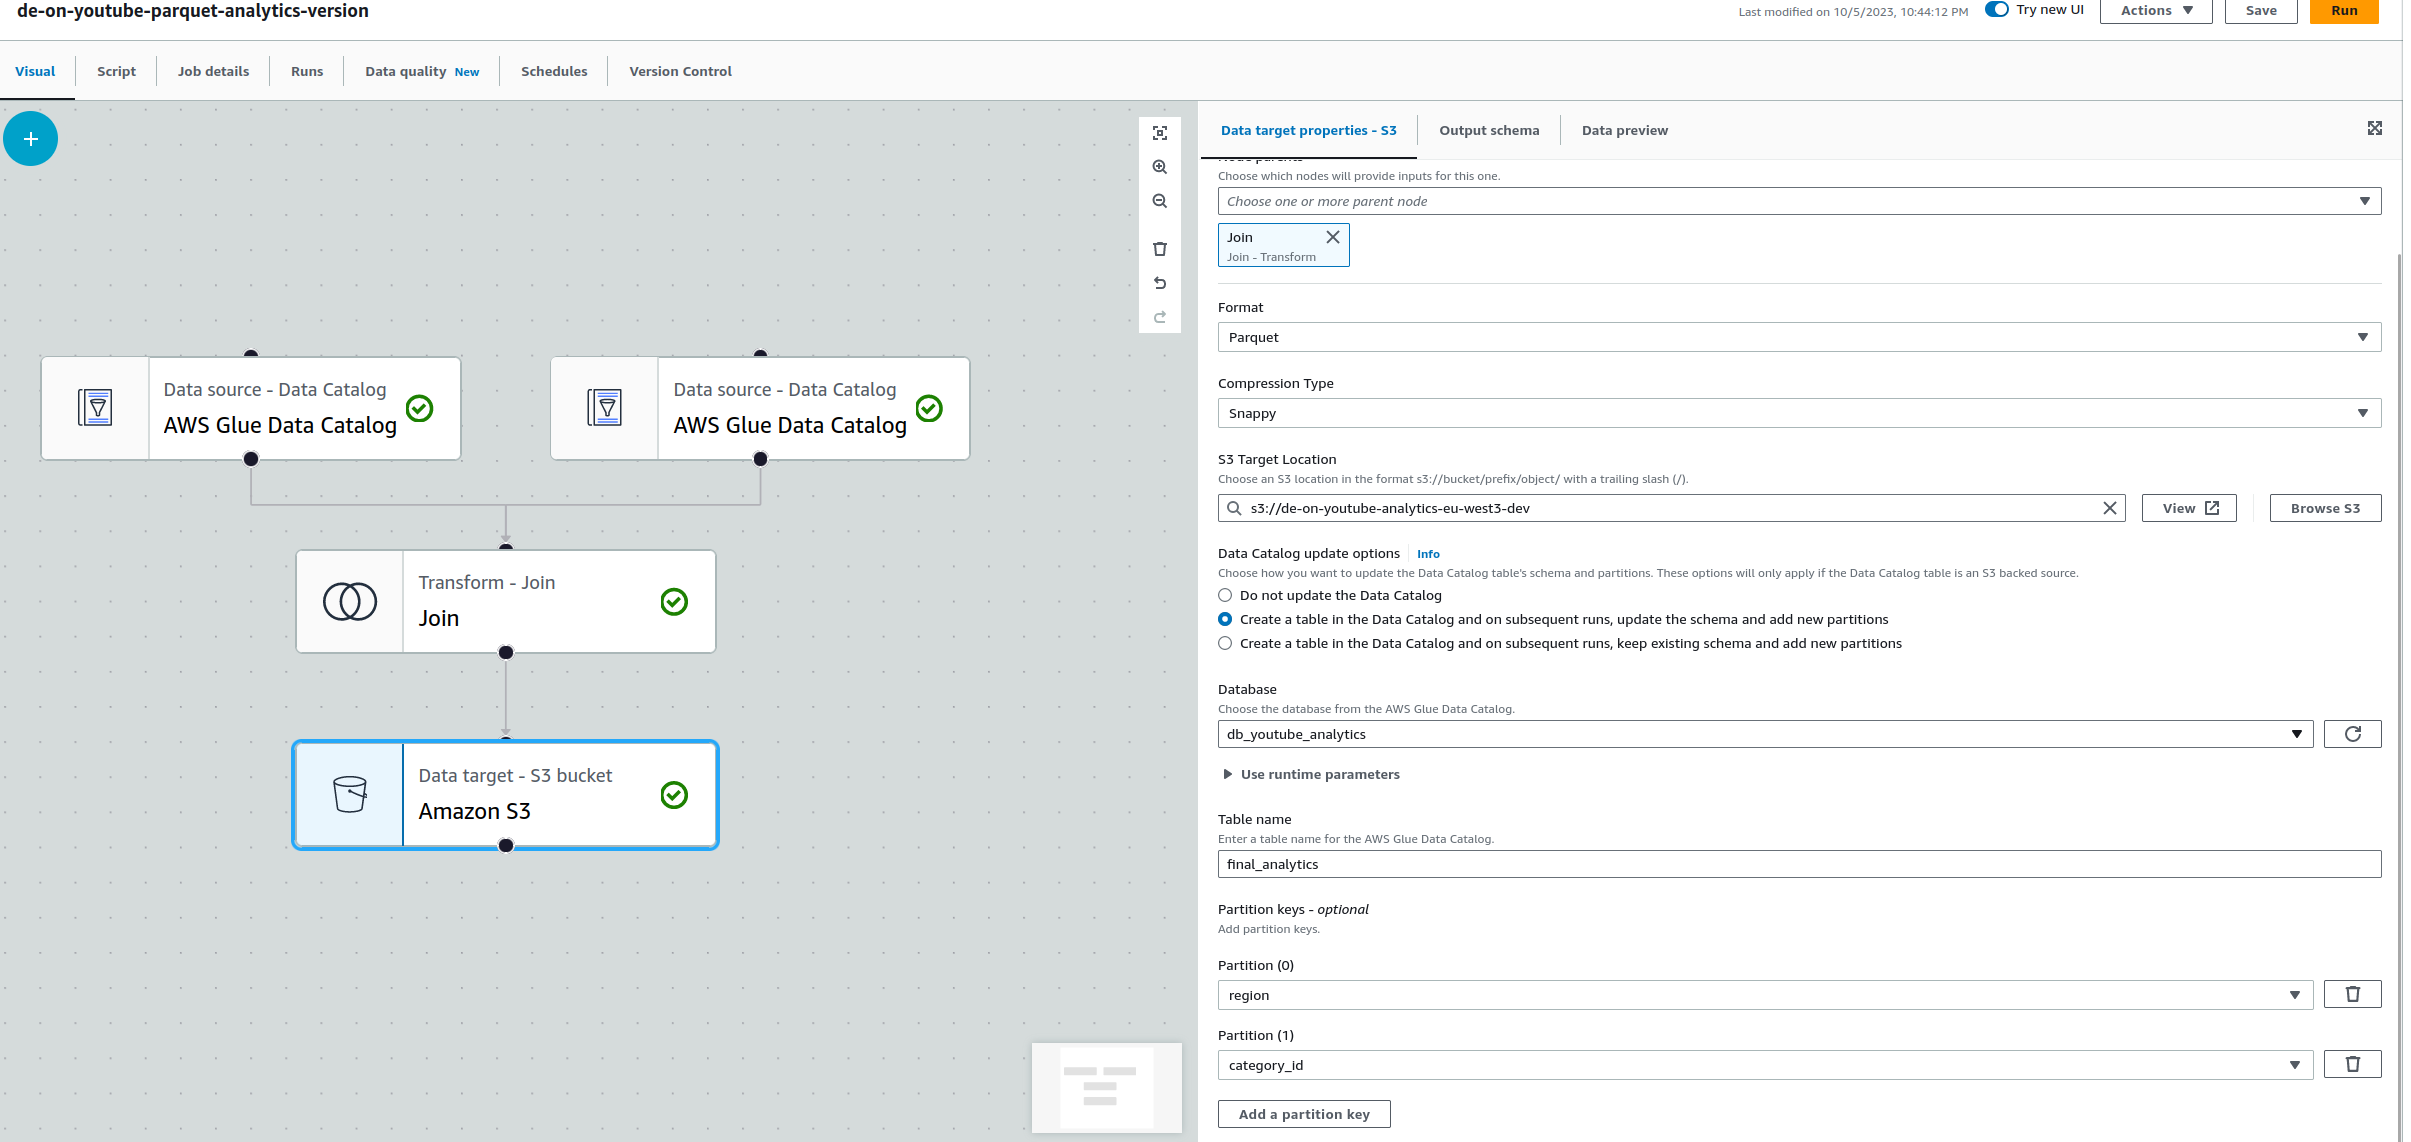 de-on-youtube-parquet-analytics-version
Last modified on 10/5/2023, 10:44:12 PM
Try new UI
Actions
Save
Run
Visual
Script
Job details
Runs
Data quality New
Schedules
Version Control
Data target properties - S3
Output schema
Data preview
Node parents
Choose which nodes will provide inputs for this one.
Choose one or more parent node
Join
Join - Transform
Format
Parquet
Compression Type
Snappy
S3 Target Location
Choose an S3 location in the format s3://bucket/prefix/object/ with a trailing slash (/).
s3://de-on-youtube-analytics-eu-west3-dev
View
Browse S3
Data Catalog update options
Info
Choose how you want to update the Data Catalog table's schema and partitions. These options will only apply if the Data Catalog table is an S3 backed source.
Do not update the Data Catalog
Create a table in the Data Catalog and on subsequent runs, update the schema and add new partitions
Create a table in the Data Catalog and on subsequent runs, keep existing schema and add new partitions
Database
Choose the database from the AWS Glue Data Catalog.
db_youtube_analytics
Use runtime parameters
Table name
Enter a table name for the AWS Glue Data Catalog.
final_analytics
Partition keys - optional
Add partition keys.
Partition (0)
region
Partition (1)
category_id
Add a partition key
Data source - Data Catalog
AWS Glue Data Catalog
Data source - Data Catalog
AWS Glue Data Catalog
Transform - Join
Join
Data target - S3 bucket
Amazon S3